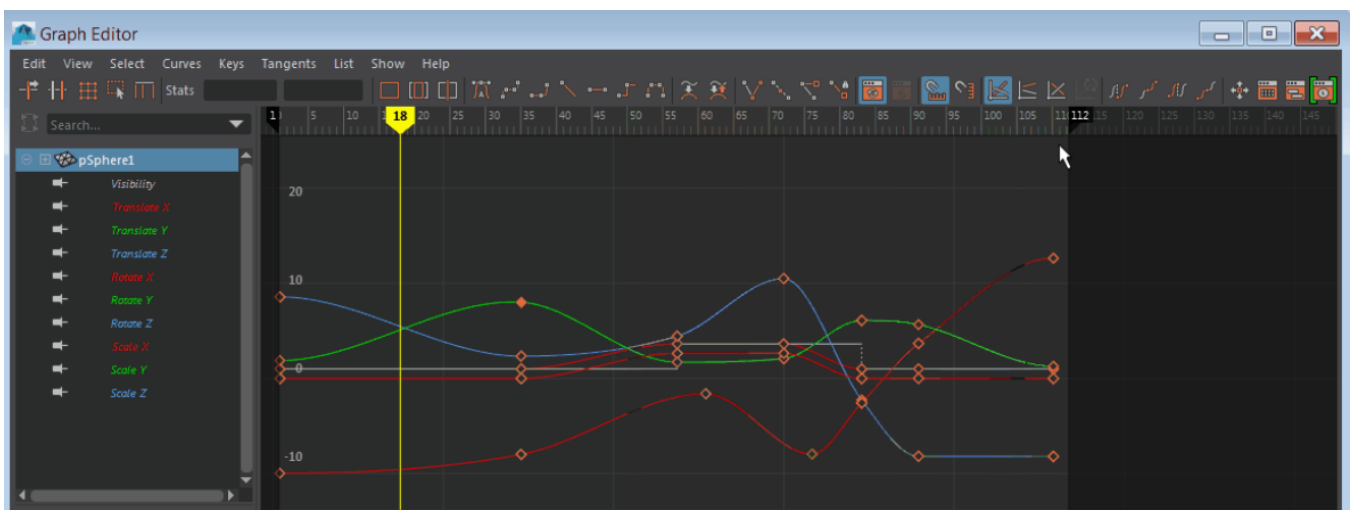 Graph Editor
Edit View Select Curves Keys Tangents List Show Help
Stats
Search...
1 5 10 18 20 25 30 35 40 45 50 55 60 65 70 75 80 85 90 95 100 105 11 112 15 120 125 130 135 140 145
pSphere1
Visibility
Translate X
Translate Y
Translate Z
Rotate X
Rotate Y
Rotate Z
Scale X
Scale Y
Scale Z
20
10
0
-10